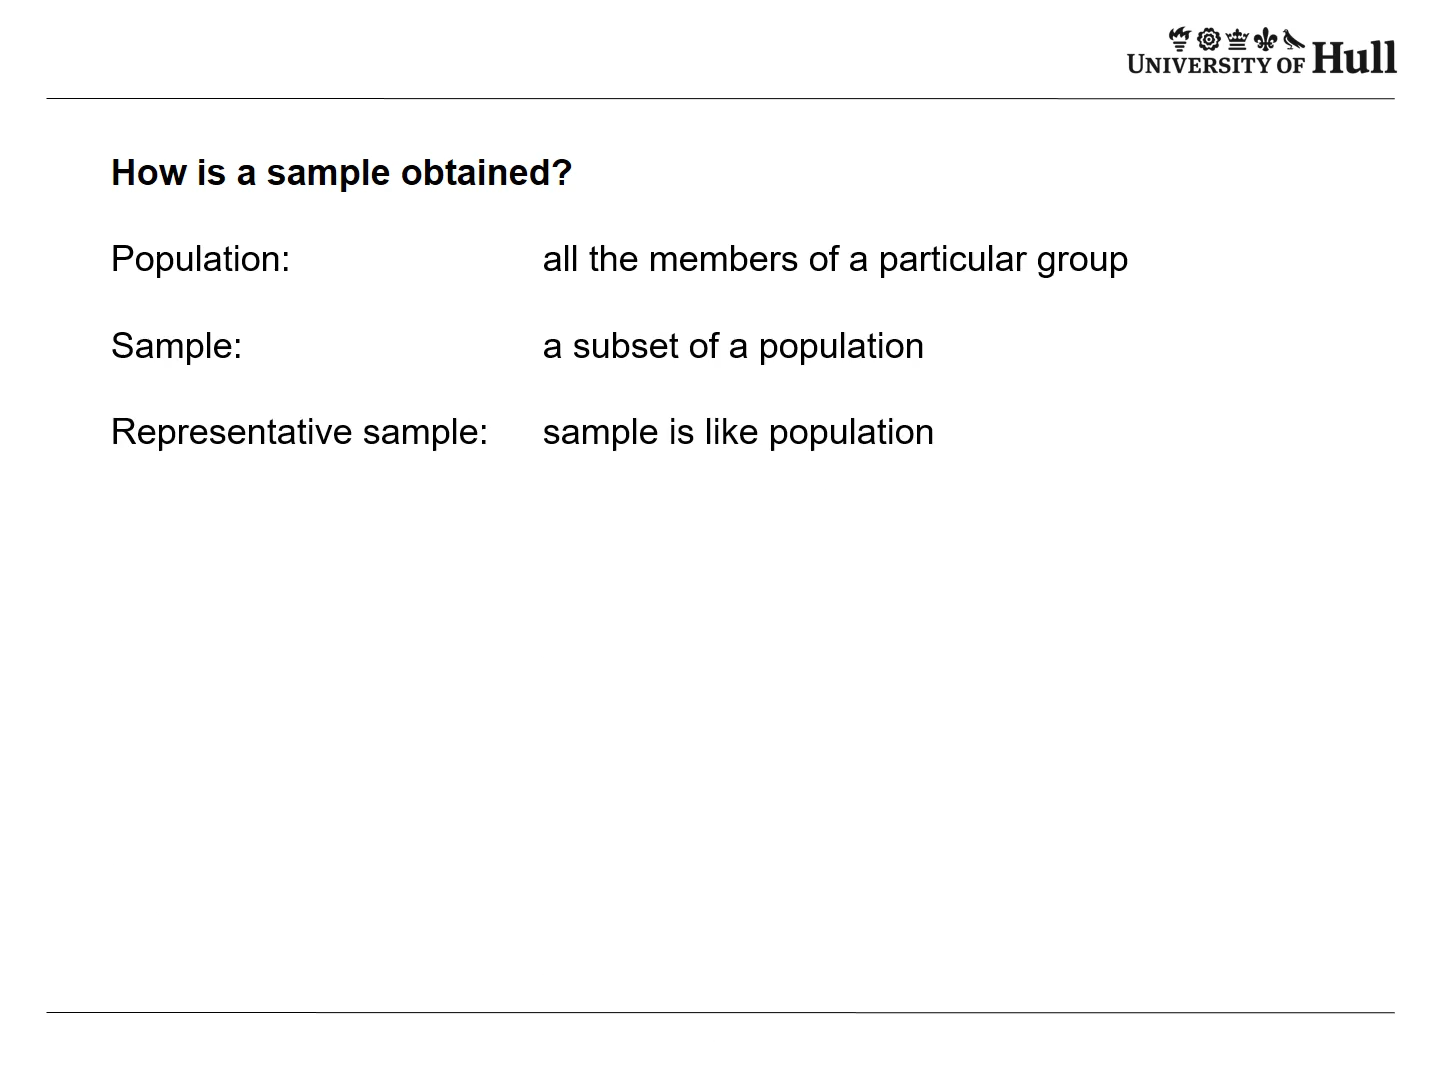 UNIVERSITY OF Hull
How is a sample obtained?
Population: all the members of a particular group
Sample: a subset of a population
Representative sample: sample is like population